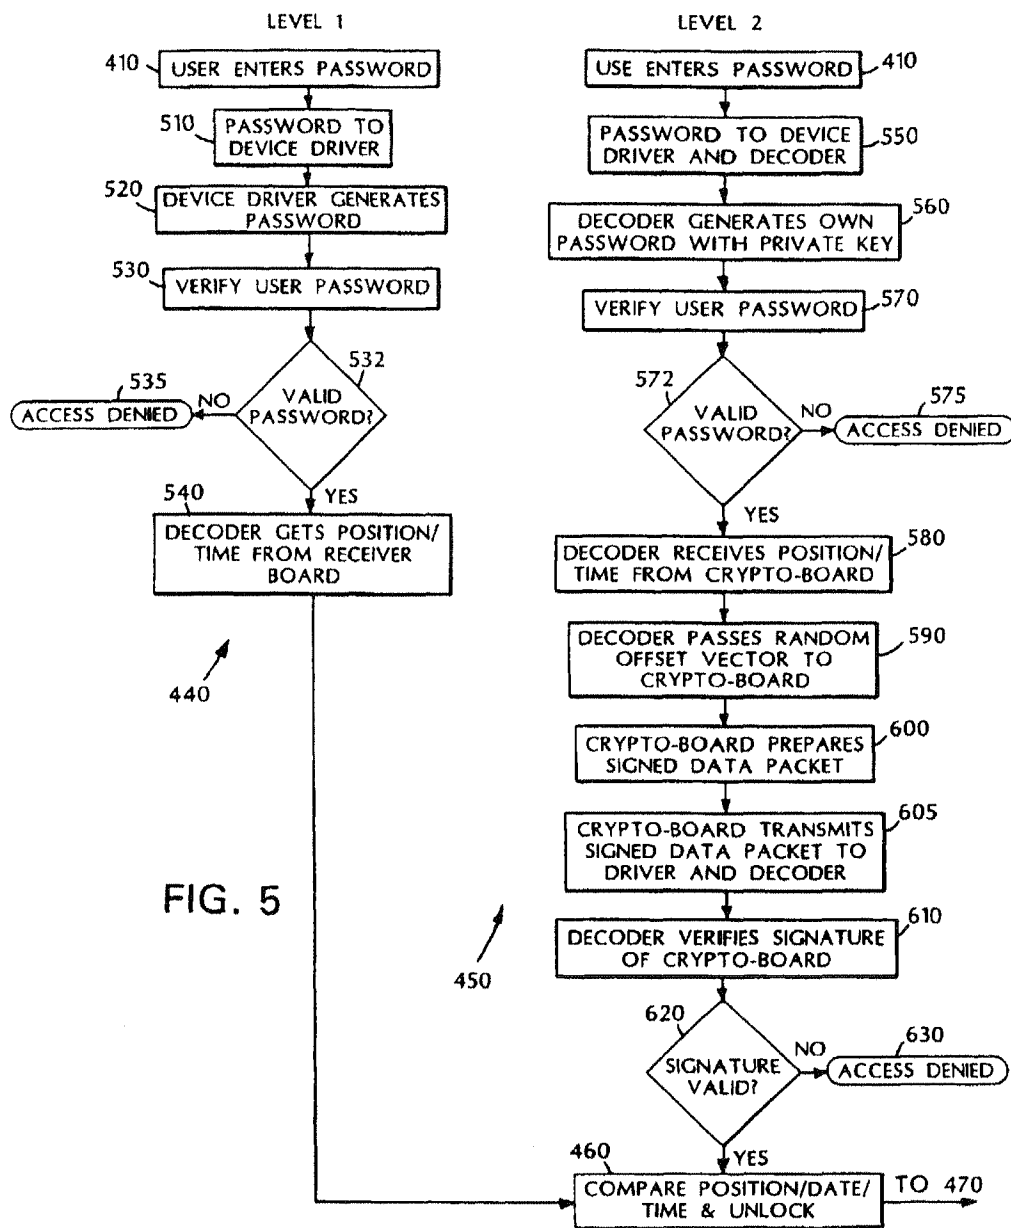 LEVEL 1
410
USER ENTERS PASSWORD
510
PASSWORD TO
DEVICE DRIVER
520
DEVICE DRIVER GENERATES
PASSWORD
530
VERIFY USER PASSWORD
532
VALID
PASSWORD?
NO
535
ACCESS DENIED
YES
540
DECODER GETS POSITION/
TIME FROM RECEIVER
BOARD
440
LEVEL 2
USE ENTERS PASSWORD
410
PASSWORD TO DEVICE
DRIVER AND DECODER
550
DECODER GENERATES OWN
PASSWORD WITH PRIVATE KEY
560
VERIFY USER PASSWORD
570
572
VALID
PASSWORD?
NO
575
ACCESS DENIED
YES
DECODER RECEIVES POSITION/
TIME FROM CRYPTO-BOARD
580
DECODER PASSES RANDOM
OFFSET VECTOR TO
CRYPTO-BOARD
590
CRYPTO-BOARD PREPARES
SIGNED DATA PACKET
600
CRYPTO-BOARD TRANSMITS
SIGNED DATA PACKET TO
DRIVER AND DECODER
605
DECODER VERIFIES SIGNATURE
OF CRYPTO-BOARD
610
450
620
SIGNATURE
VALID?
NO
630
ACCESS DENIED
YES
460
COMPARE POSITION/DATE/
TIME & UNLOCK
TO 470
FIG. 5